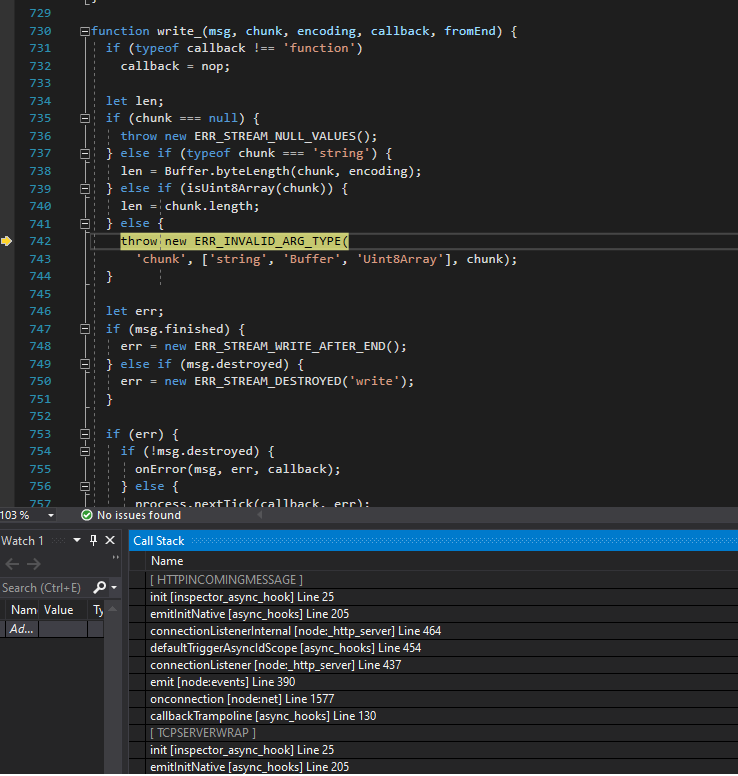 729
730 function write_(msg, chunk, encoding, callback, fromEnd) {
731 if (typeof callback !== 'function')
732 callback = nop;
733
734 let len;
735 if (chunk === null) {
736 throw new ERR_STREAM_NULL_VALUES();
737 } else if (typeof chunk === 'string') {
738 len = Buffer.byteLength(chunk, encoding);
739 } else if (isUint8Array(chunk)) {
740 len = chunk.length;
741 } else {
742 throw new ERR_INVALID_ARG_TYPE(
743 'chunk', ['string', 'Buffer', 'Uint8Array'], chunk);
744 }
745
746 let err;
747 if (msg.finished) {
748 err = new ERR_STREAM_WRITE_AFTER_END();
749 } else if (msg.destroyed) {
750 err = new ERR_STREAM_DESTROYED('write');
751 }
752
753 if (err) {
754 if (!msg.destroyed) {
755 onError(msg, err, callback);
756 } else {
757 process.nextTick(callback, err);
103 % No issues found
Watch 1
Search (Ctrl+E)
Nam Value Ty
Ad...
Call Stack
Name
[ HTTPINCOMINGMESSAGE ]
init [inspector_async_hook] Line 25
emitInitNative [async_hooks] Line 205
connectionListenerInternal [node:_http_server] Line 464
defaultTriggerAsyncIdScope [async_hooks] Line 454
connectionListener [node:_http_server] Line 437
emit [node:events] Line 390
onconnection [node:net] Line 1577
callbackTrampoline [async_hooks] Line 130
[ TCPSERVERWRAP ]
init [inspector_async_hook] Line 25
emitInitNative [async_hooks] Line 205